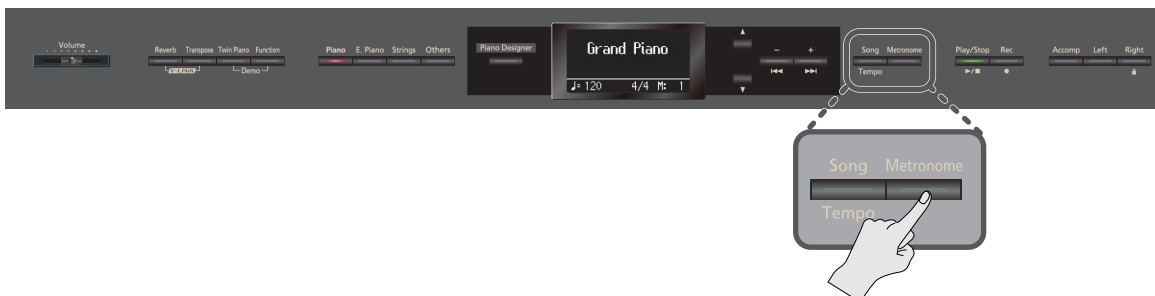 Volume
Reverb Transpose Twin Piano Function
V-LINK
Demo
Piano E. Piano Strings Others
Piano Designer
Grand Piano
♩= 120 4/4 M: 1
- +
Song Metronome
Tempo
Play/Stop Rec
Accomp Left Right
Song Metronome
Tempo